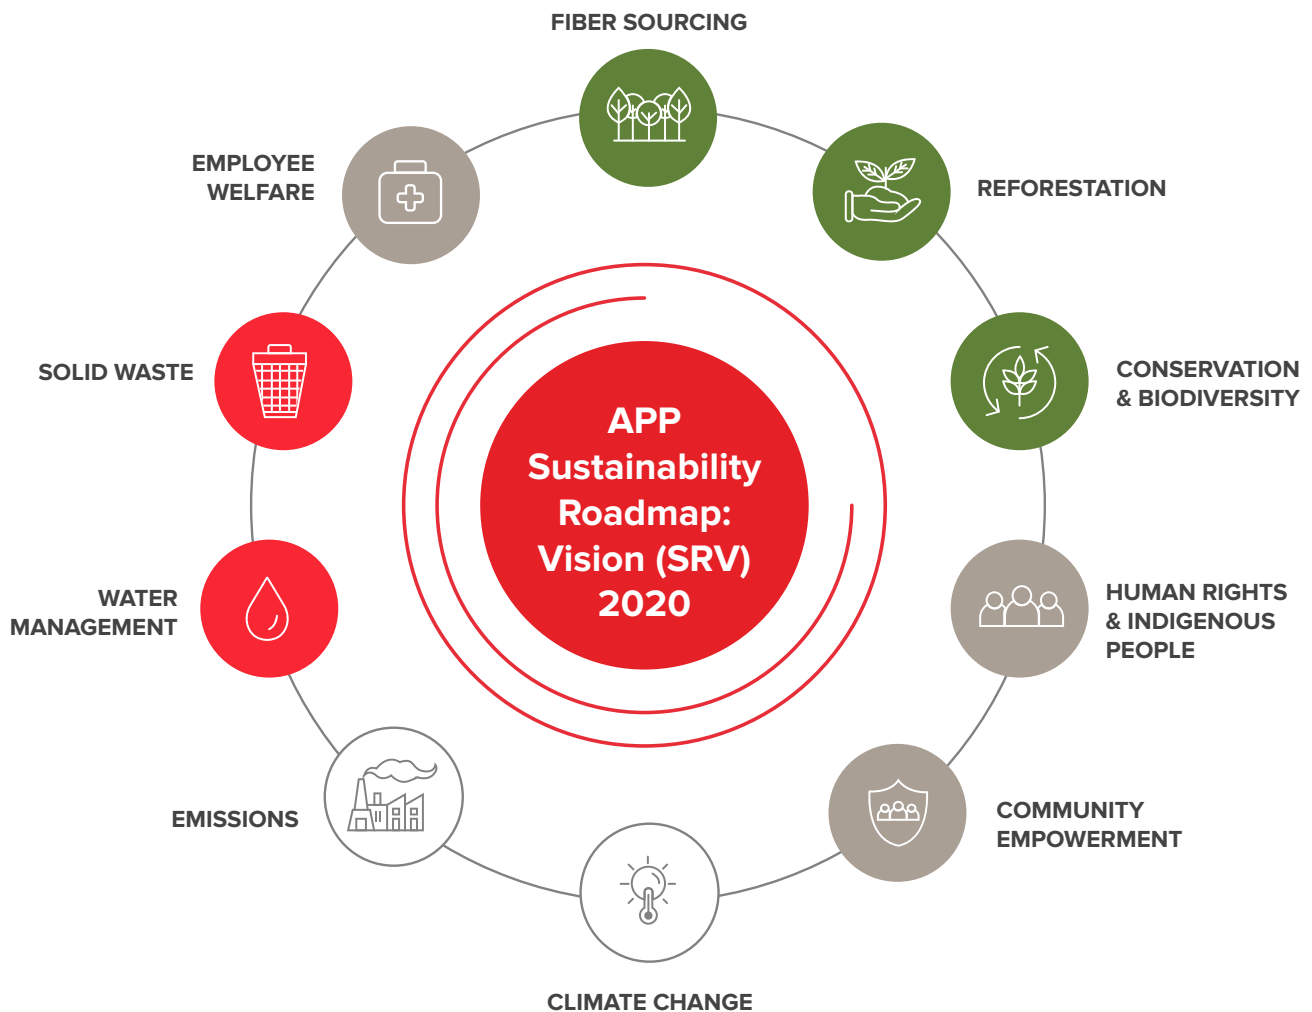 FIBER SOURCING
EMPLOYEE
WELFARE
REFORESTATION
SOLID WASTE
CONSERVATION
& BIODIVERSITY
APP
Sustainability
Roadmap:
Vision (SRV)
2020
WATER
MANAGEMENT
HUMAN RIGHTS
& INDIGENOUS
PEOPLE
EMISSIONS
COMMUNITY
EMPOWERMENT
CLIMATE CHANGE